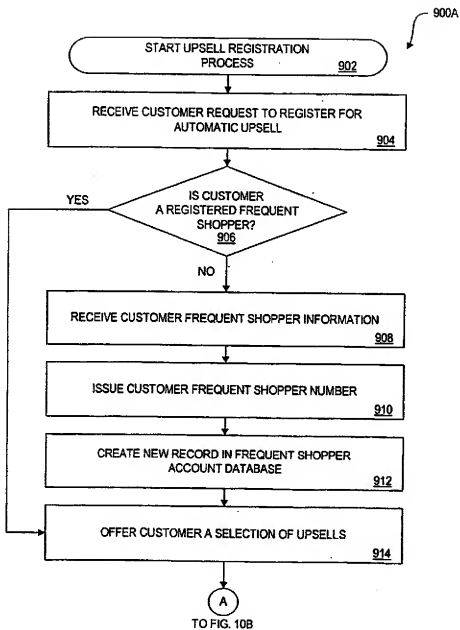 900A
START UPSELL REGISTRATION
PROCESS
902
RECEIVE CUSTOMER REQUEST TO REGISTER FOR
AUTOMATIC UPSELL
904
YES
IS CUSTOMER
A REGISTERED FREQUENT
SHOPPER?
906
NO
RECEIVE CUSTOMER FREQUENT SHOPPER INFORMATION
908
ISSUE CUSTOMER FREQUENT SHOPPER NUMBER
910
CREATE NEW RECORD IN FREQUENT SHOPPER
ACCOUNT DATABASE
912
OFFER CUSTOMER A SELECTION OF UPSELLS
914
A
TO FIG. 10B